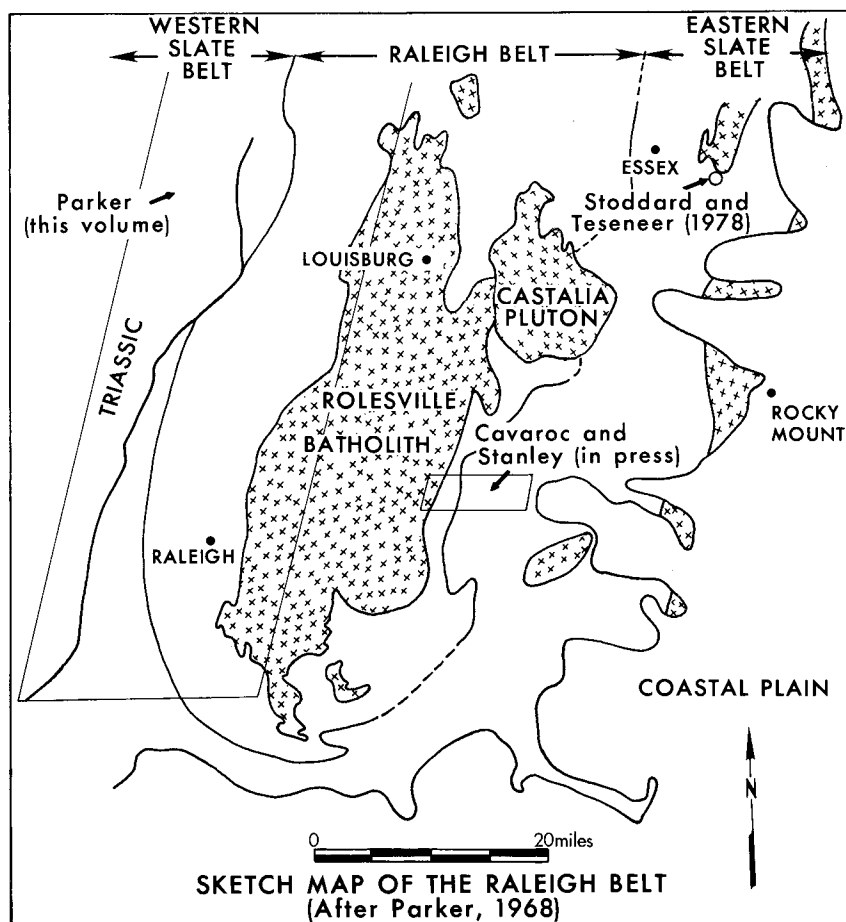 WESTERN
SLATE
BELT
RALEIGH BELT
EASTERN
SLATE
BELT
ESSEX
Parker
(this volume)
Stoddard and
Teseneer (1978)
LOUISBURG
CASTALIA
PLUTON
TRIASSIC
ROLESVILLE
BATHOLITH
ROCKY
MOUNT
Cavaroc and
Stanley (in press)
RALEIGH
COASTAL PLAIN
N
0 20miles
SKETCH MAP OF THE RALEIGH BELT
(After Parker, 1968)